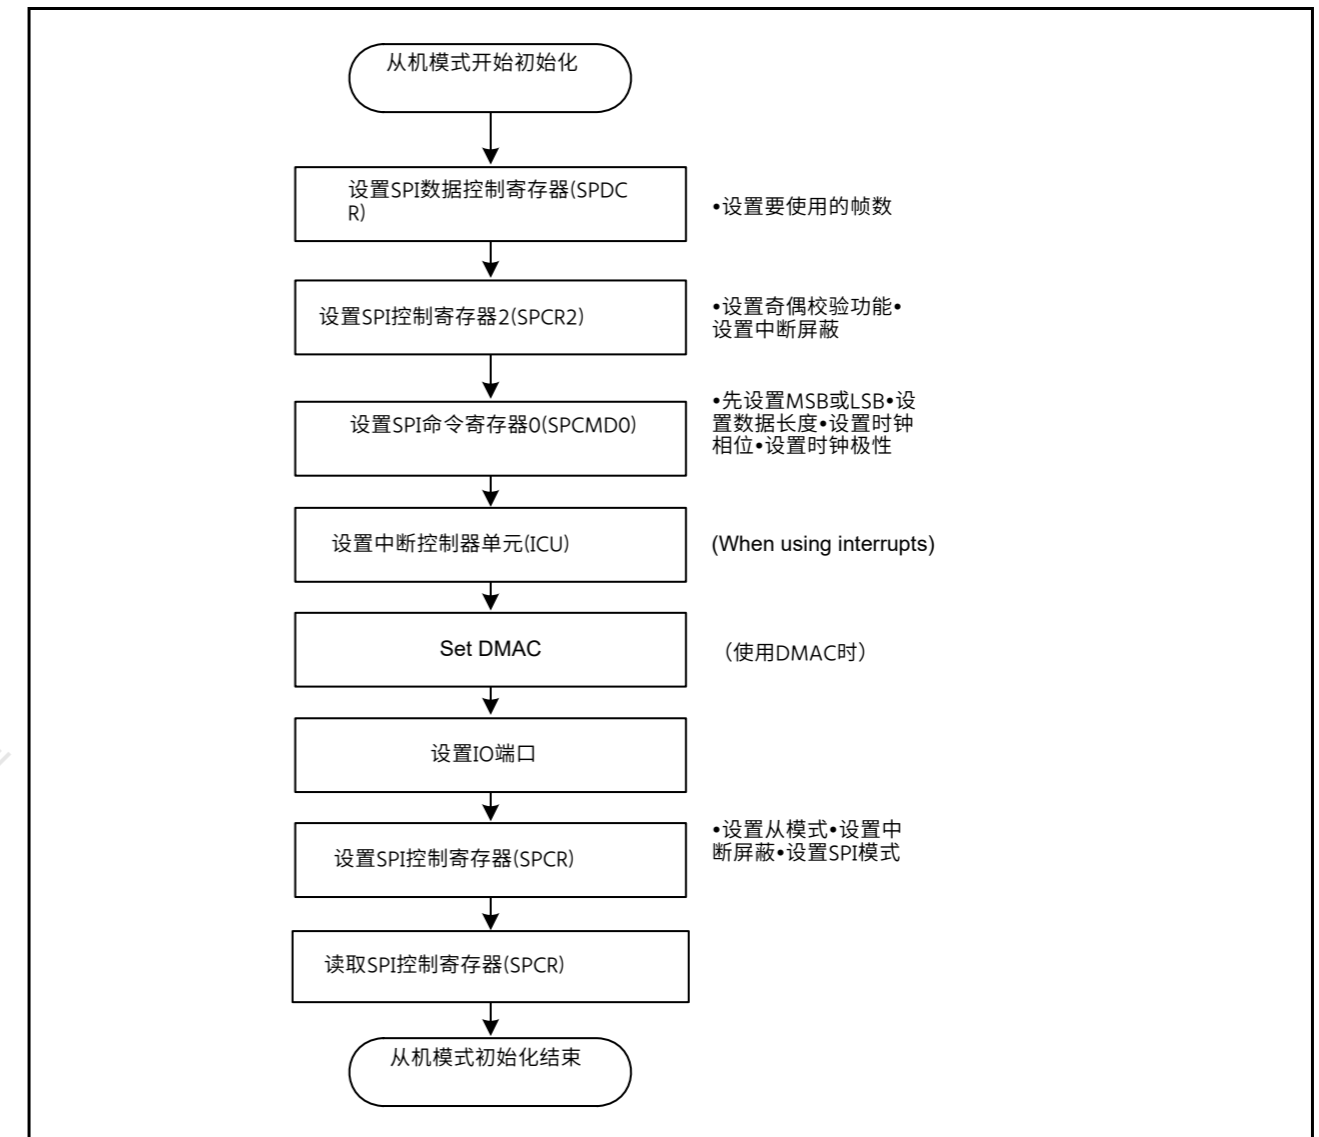 从机模式开始初始化
设置SPI数据控制寄存器(SPDC
R)
•设置要使用的帧数
设置SPI控制寄存器2(SPCR2)
•设置奇偶校验功能•
设置中断屏蔽
设置SPI命令寄存器0(SPCMD0)
•先设置MSB或LSB•设
置数据长度•设置时钟
相位•设置时钟极性
设置中断控制器单元(ICU)
(When using interrupts)
Set DMAC
（使用DMAC时）
设置IO端口
设置SPI控制寄存器(SPCR)
•设置从模式•设置中
断屏蔽•设置SPI模式
读取SPI控制寄存器(SPCR)
从机模式初始化结束